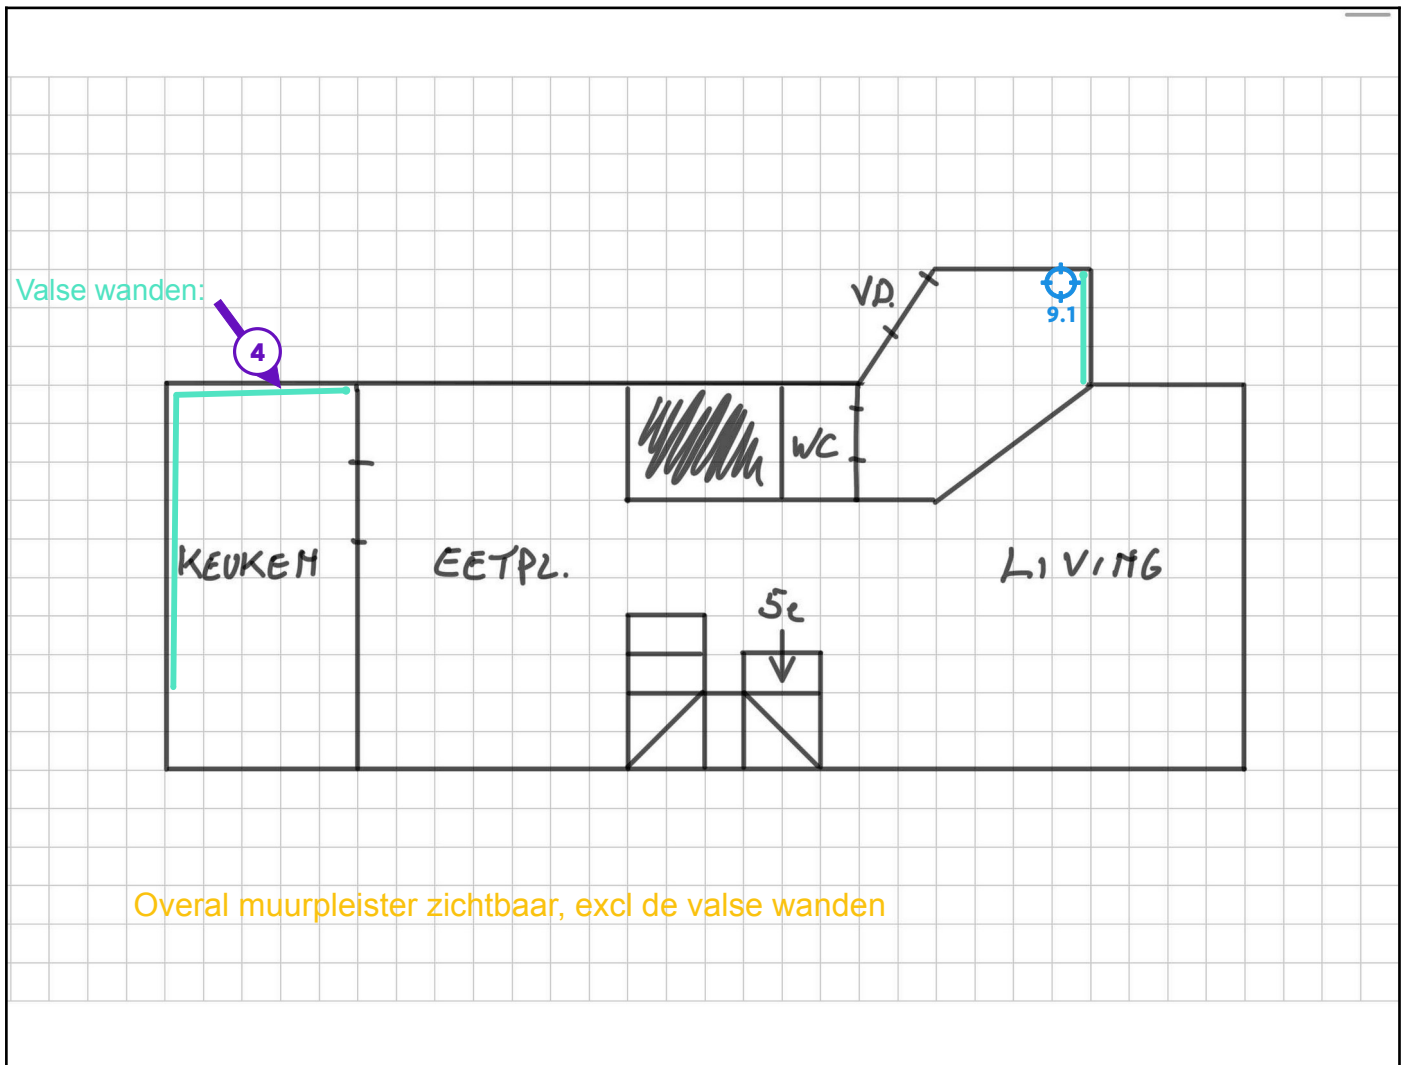 Valse wanden:
4
VD.
9.1
WC
KEUKEN
EETPL.
LIVING
5e
Overal muurpleister zichtbaar, excl de valse wanden